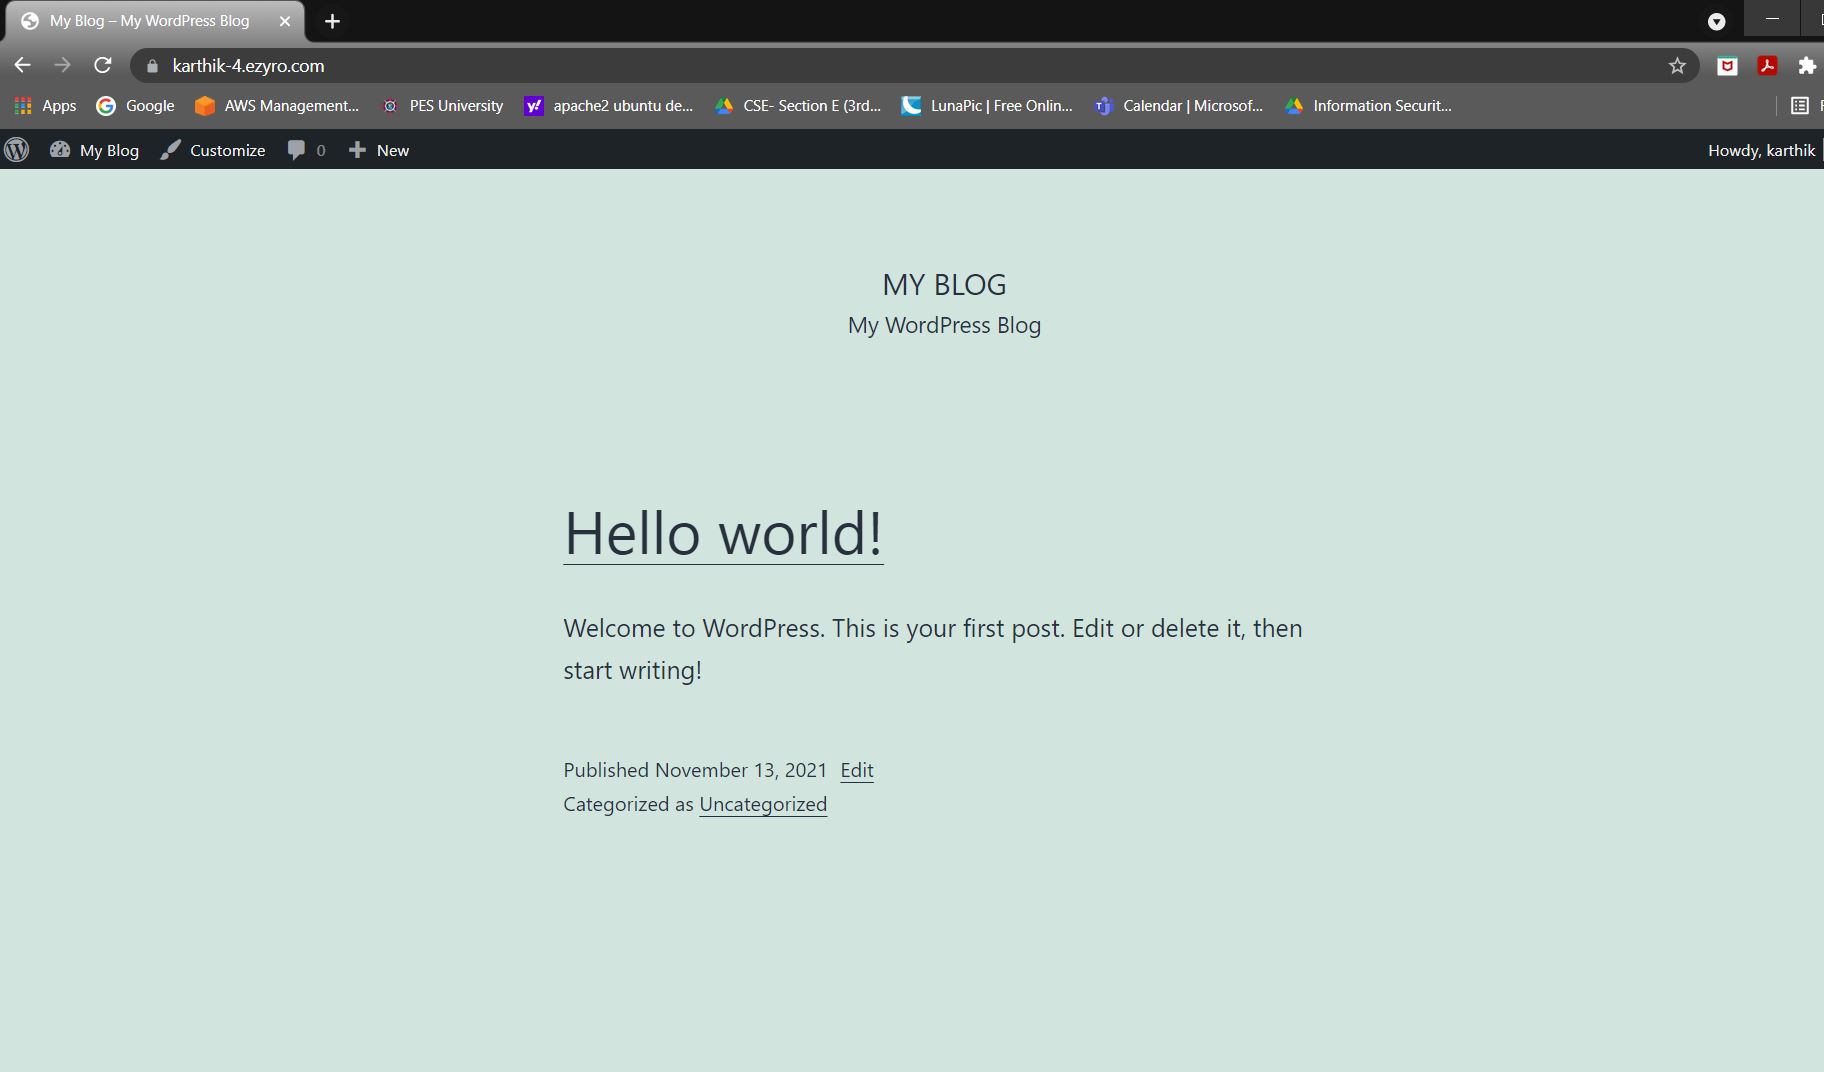 My Blog – My WordPress Blog
karthik-4.ezyro.com
Apps Google AWS Management... PES University apache2 ubuntu de... CSE- Section E (3rd... LunaPic | Free Onlin... Calendar | Microsof... Information Securit...
My Blog Customize 0 New Howdy, karthik
MY BLOG
My WordPress Blog
Hello world!
Welcome to WordPress. This is your first post. Edit or delete it, then
start writing!
Published November 13, 2021 Edit
Categorized as Uncategorized